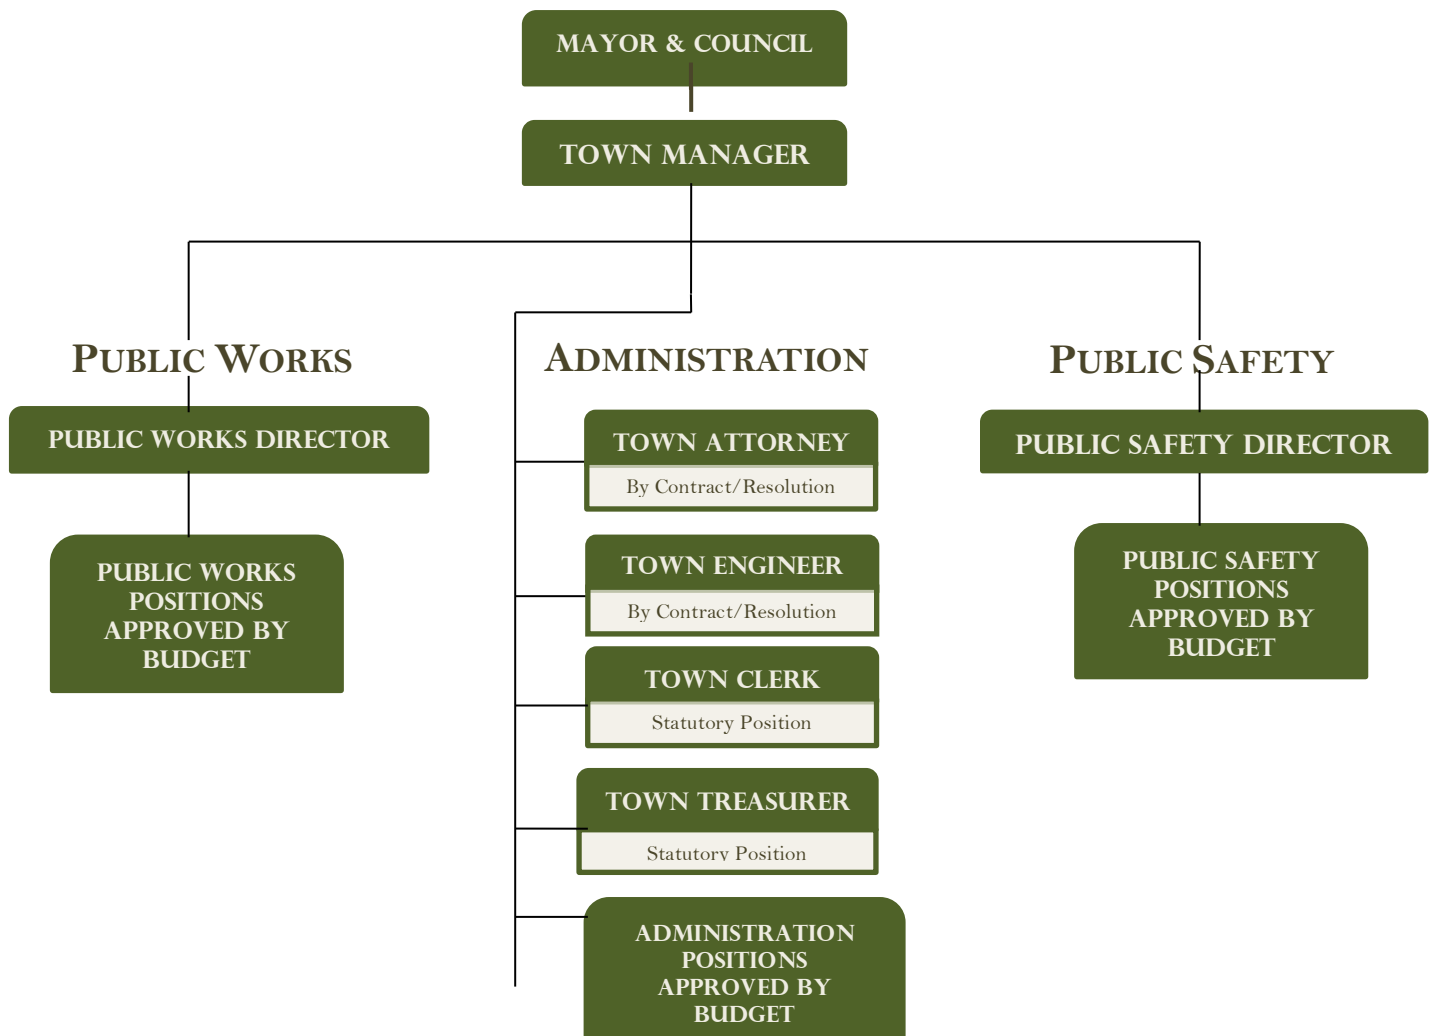 MAYOR & COUNCIL
TOWN MANAGER
PUBLIC WORKS
PUBLIC WORKS DIRECTOR
PUBLIC WORKS
POSITIONS
APPROVED BY
BUDGET
ADMINISTRATION
TOWN ATTORNEY
By Contract/Resolution
TOWN ENGINEER
By Contract/Resolution
TOWN CLERK
Statutory Position
TOWN TREASURER
Statutory Position
ADMINISTRATION
POSITIONS
APPROVED BY
BUDGET
PUBLIC SAFETY
PUBLIC SAFETY DIRECTOR
PUBLIC SAFETY
POSITIONS
APPROVED BY
BUDGET